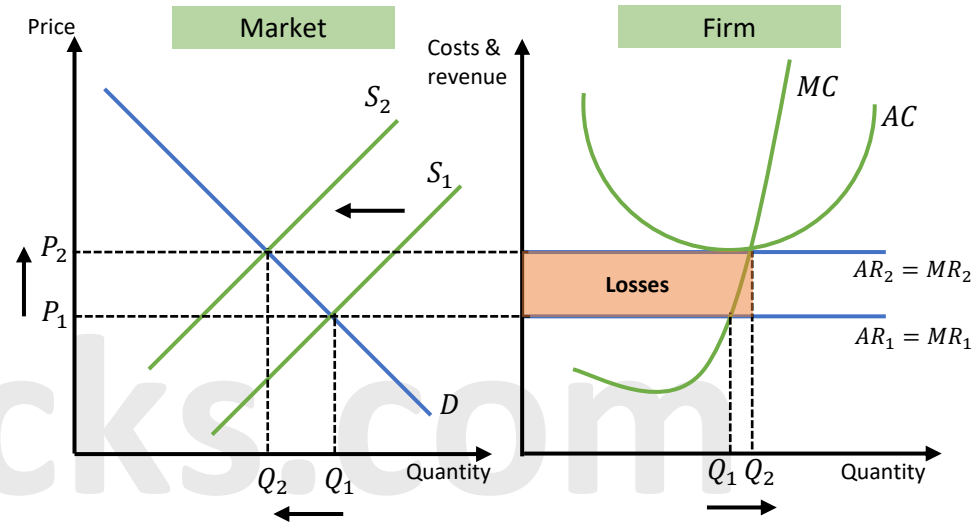 Market
Firm
Price
Costs &
revenue
S₂
S₁
MC
AC
P₂
P₁
AR₂ = MR₂
Losses
AR₁ = MR₁
D
cks.com
Quantity
Q₂ Q₁
Q₁ Q₂
Quantity